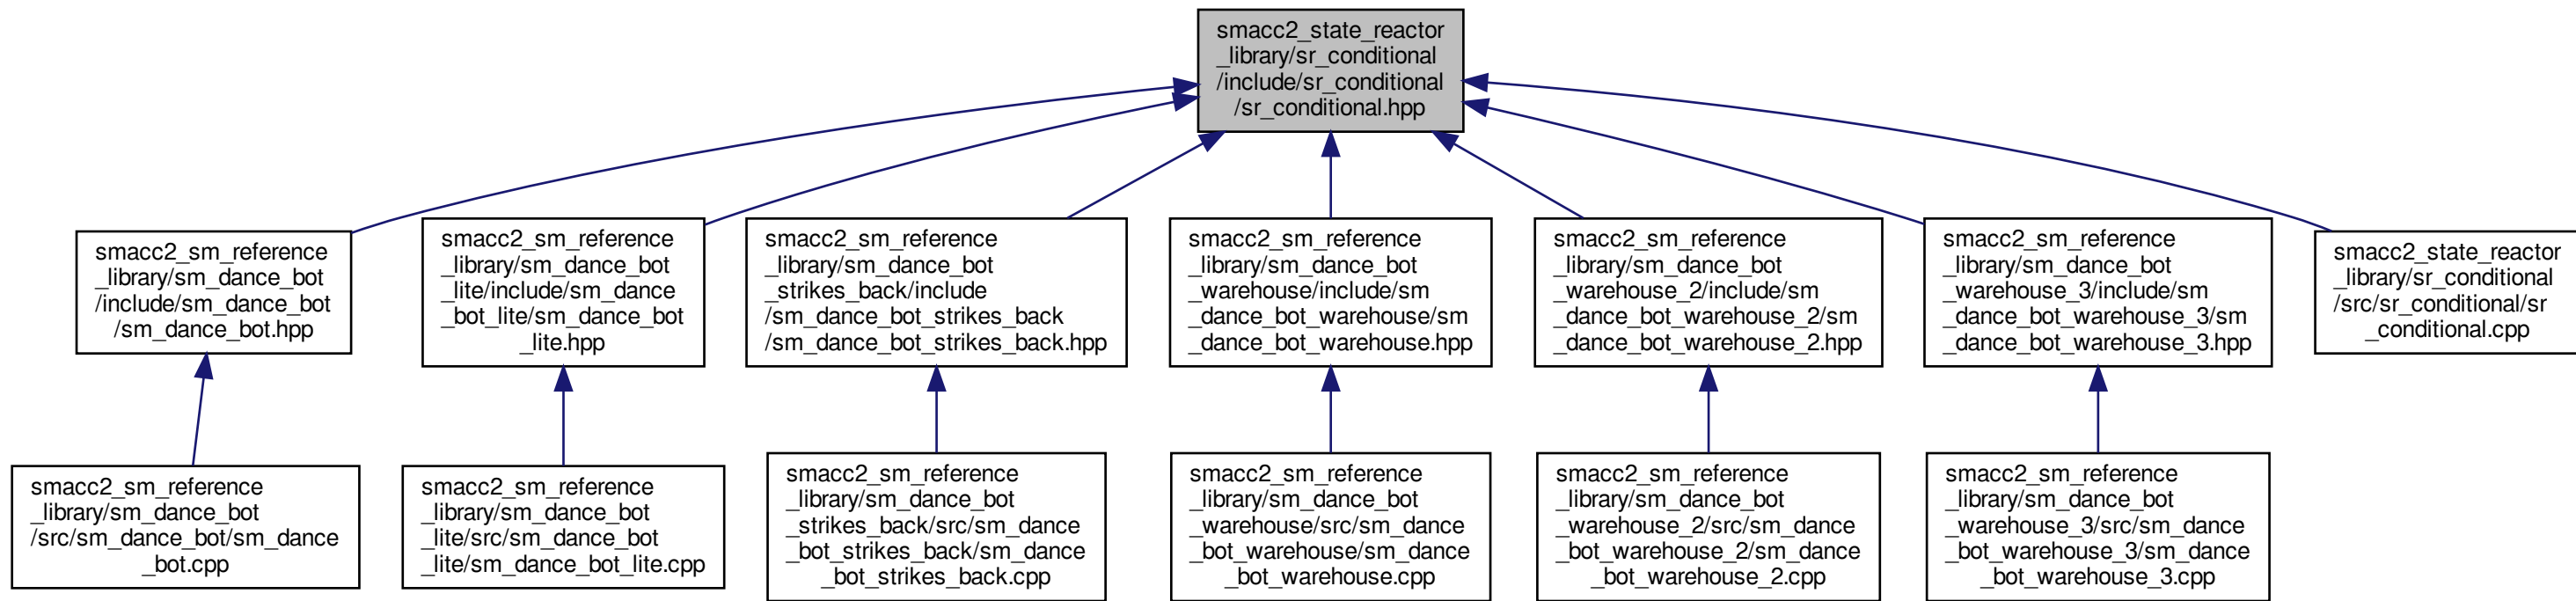 smacc2_state_reactor
_library/sr_conditional
/include/sr_conditional
/sr_conditional.hpp
smacc2_sm_reference
_library/sm_dance_bot
/include/sm_dance_bot
/sm_dance_bot.hpp
smacc2_sm_reference
_library/sm_dance_bot
_lite/include/sm_dance
_bot_lite/sm_dance_bot
_lite.hpp
smacc2_sm_reference
_library/sm_dance_bot
_strikes_back/include
/sm_dance_bot_strikes_back
/sm_dance_bot_strikes_back.hpp
smacc2_sm_reference
_library/sm_dance_bot
_warehouse/include/sm
_dance_bot_warehouse/sm
_dance_bot_warehouse.hpp
smacc2_sm_reference
_library/sm_dance_bot
_warehouse_2/include/sm
_dance_bot_warehouse_2/sm
_dance_bot_warehouse_2.hpp
smacc2_sm_reference
_library/sm_dance_bot
_warehouse_3/include/sm
_dance_bot_warehouse_3/sm
_dance_bot_warehouse_3.hpp
smacc2_state_reactor
_library/sr_conditional
/src/sr_conditional/sr
_conditional.cpp
smacc2_sm_reference
_library/sm_dance_bot
/src/sm_dance_bot/sm_dance
_bot.cpp
smacc2_sm_reference
_library/sm_dance_bot
_lite/src/sm_dance_bot
_lite/sm_dance_bot_lite.cpp
smacc2_sm_reference
_library/sm_dance_bot
_strikes_back/src/sm_dance
_bot_strikes_back/sm_dance
_bot_strikes_back.cpp
smacc2_sm_reference
_library/sm_dance_bot
_warehouse/src/sm_dance
_bot_warehouse/sm_dance
_bot_warehouse.cpp
smacc2_sm_reference
_library/sm_dance_bot
_warehouse_2/src/sm_dance
_bot_warehouse_2/sm_dance
_bot_warehouse_2.cpp
smacc2_sm_reference
_library/sm_dance_bot
_warehouse_3/src/sm_dance
_bot_warehouse_3/sm_dance
_bot_warehouse_3.cpp